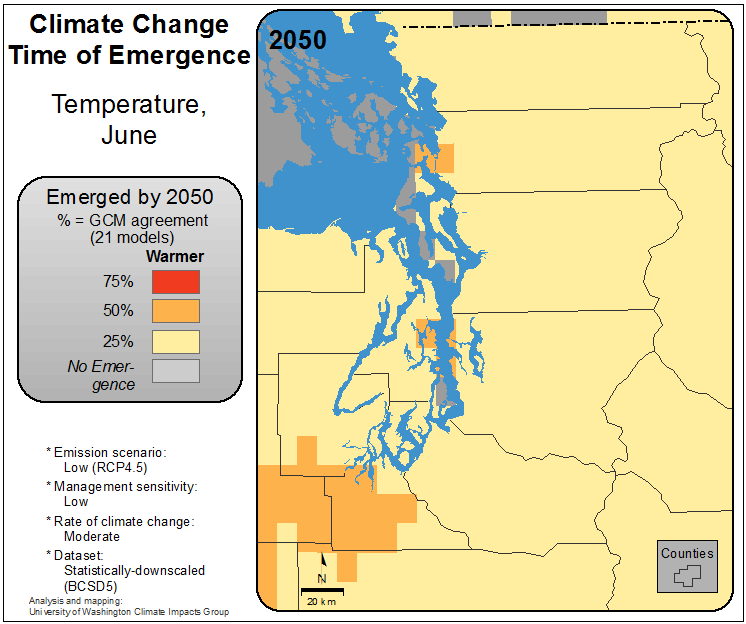 Climate Change
Time of Emergence
Temperature,
June
Emerged by 2050
% = GCM agreement
(21 models)
Warmer
75%
50%
25%
No Emer-
gence
* Emission scenario:
Low (RCP4.5)
* Management sensitivity:
Low
* Rate of climate change:
Moderate
* Dataset:
Statistically-downscaled
(BCSD5)
Analysis and mapping:
University of Washington Climate Impacts Group
2050
N
20 km
Counties